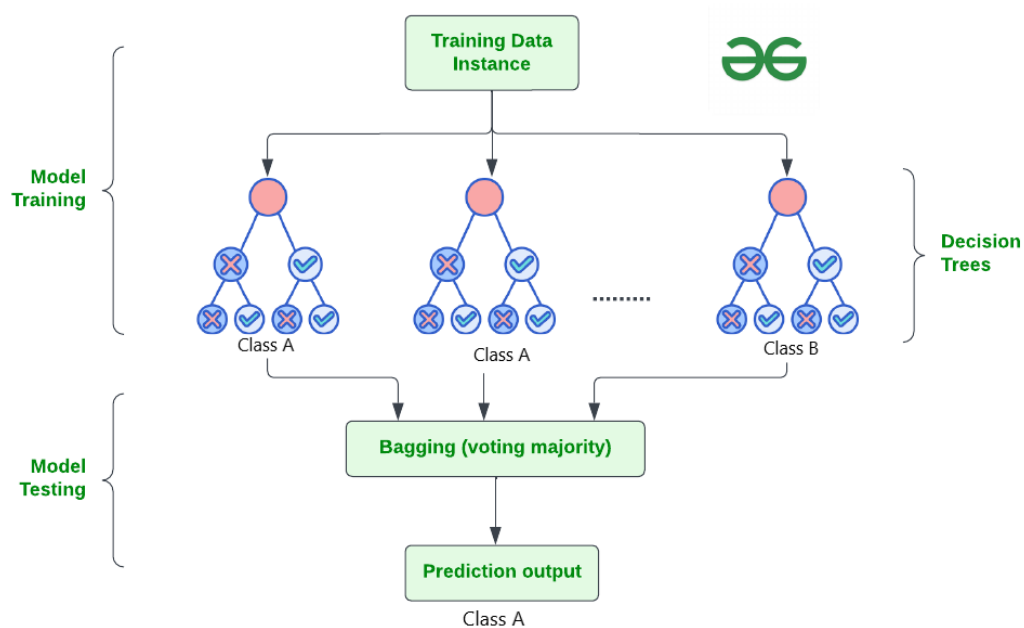 Training Data
Instance
Model
Training
Decision
Trees
.........
Class A
Class A
Class B
Bagging (voting majority)
Model
Testing
Prediction output
Class A